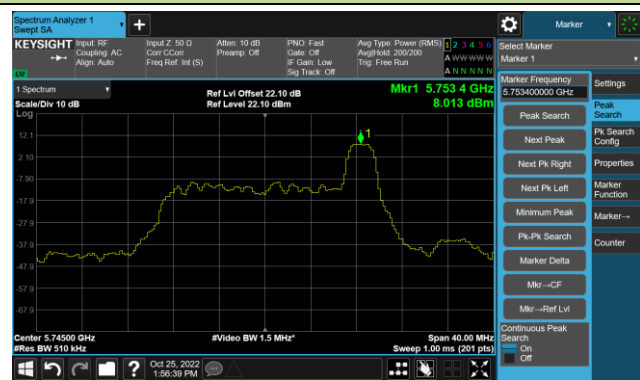 Spectrum Analyzer 1
Swept SA
Marker
KEYSIGHT
Input: RF
Coupling: AC
Align: Auto
Input Z: 50 Ω
Corr CCorr
Freq Ref: Int (S)
Atten: 10 dB
Preamp: Off
PNO: Fast
Gate: Off
IF Gain: Low
Sig Track: Off
Avg Type: Power (RMS)
Avg|Hold: 200/200
Trig: Free Run
1 2 3 4 5 6
A W W W W W
A N N N N N
LXI
Select Marker
Marker 1
1 Spectrum
Scale/Div 10 dB
Log
Ref Lvl Offset 22.10 dB
Ref Level 22.10 dBm
Mkr1 5.753 4 GHz
8.013 dBm
12.1
2.10
-7.90
-17.9
-27.9
-37.9
-47.9
-57.9
-67.9
1
Center 5.74500 GHz
#Res BW 510 kHz
#Video BW 1.5 MHz*
Span 40.00 MHz
Sweep 1.00 ms (201 pts)
Marker Frequency
5.753400000 GHz
Peak Search
Next Peak
Next Pk Right
Next Pk Left
Minimum Peak
Pk-Pk Search
Marker Delta
Mkr→CF
Mkr→Ref Lvl
Continuous Peak
Search
On
Off
Settings
Peak
Search
Pk Search
Config
Properties
Marker
Function
Marker→
Counter
?
Oct 25, 2022
1:56:39 PM